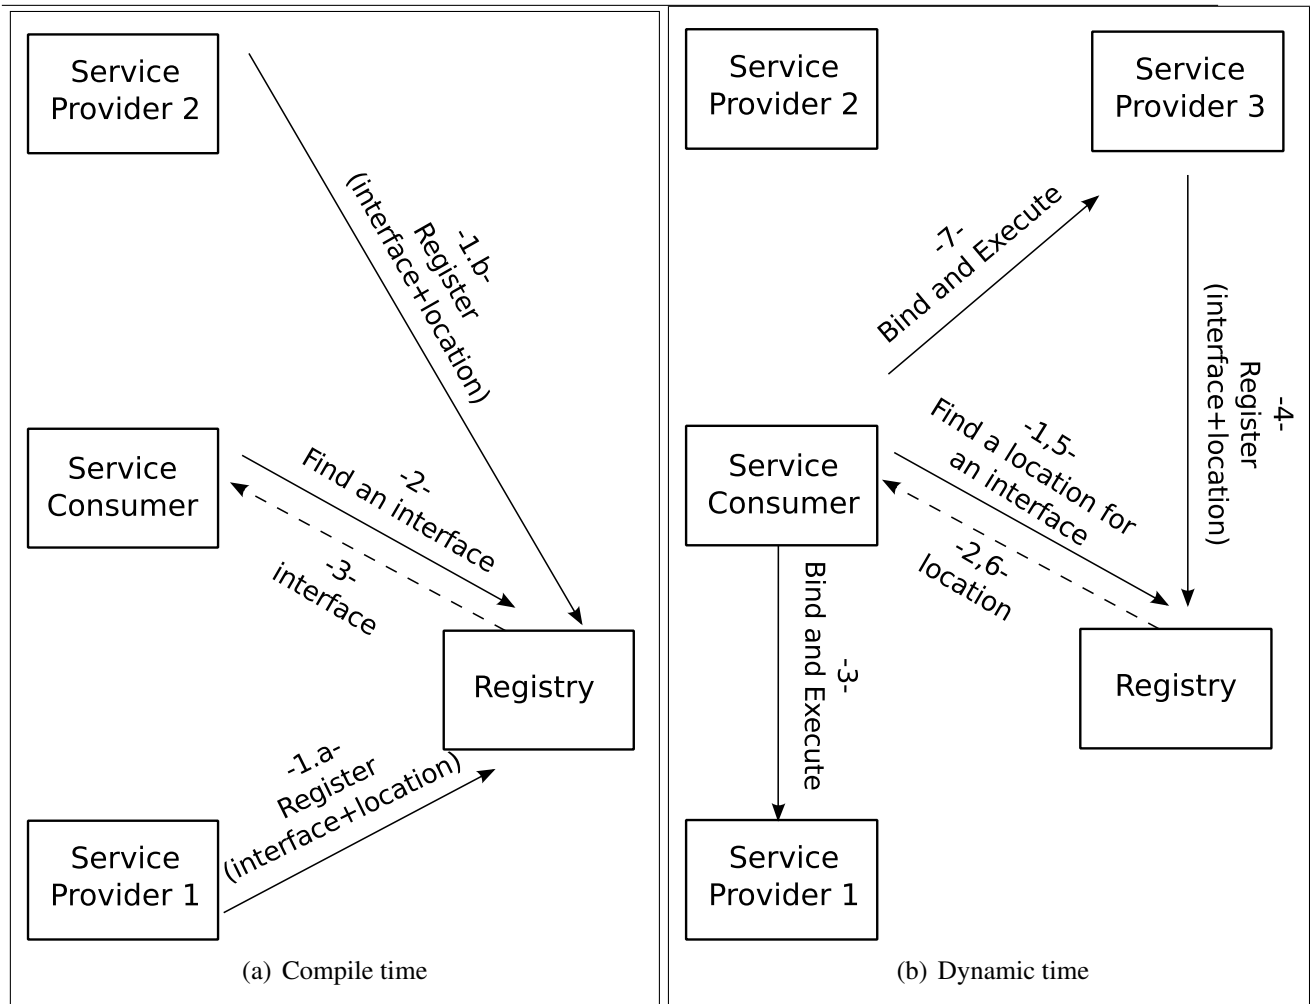 Service
Provider 2
-1.b-
Register
(interface+location)
Service
Consumer
-2-
Find an interface
-3-
interface
Registry
-1.a-
Register
(interface+location)
Service
Provider 1
(a) Compile time
Service
Provider 2
Service
Provider 3
-7-
Bind and Execute
-4-
Register
(interface+location)
Service
Consumer
-1,5-
Find a location for
an interface
-2,6-
location
-3-
Bind and Execute
Registry
Service
Provider 1
(b) Dynamic time